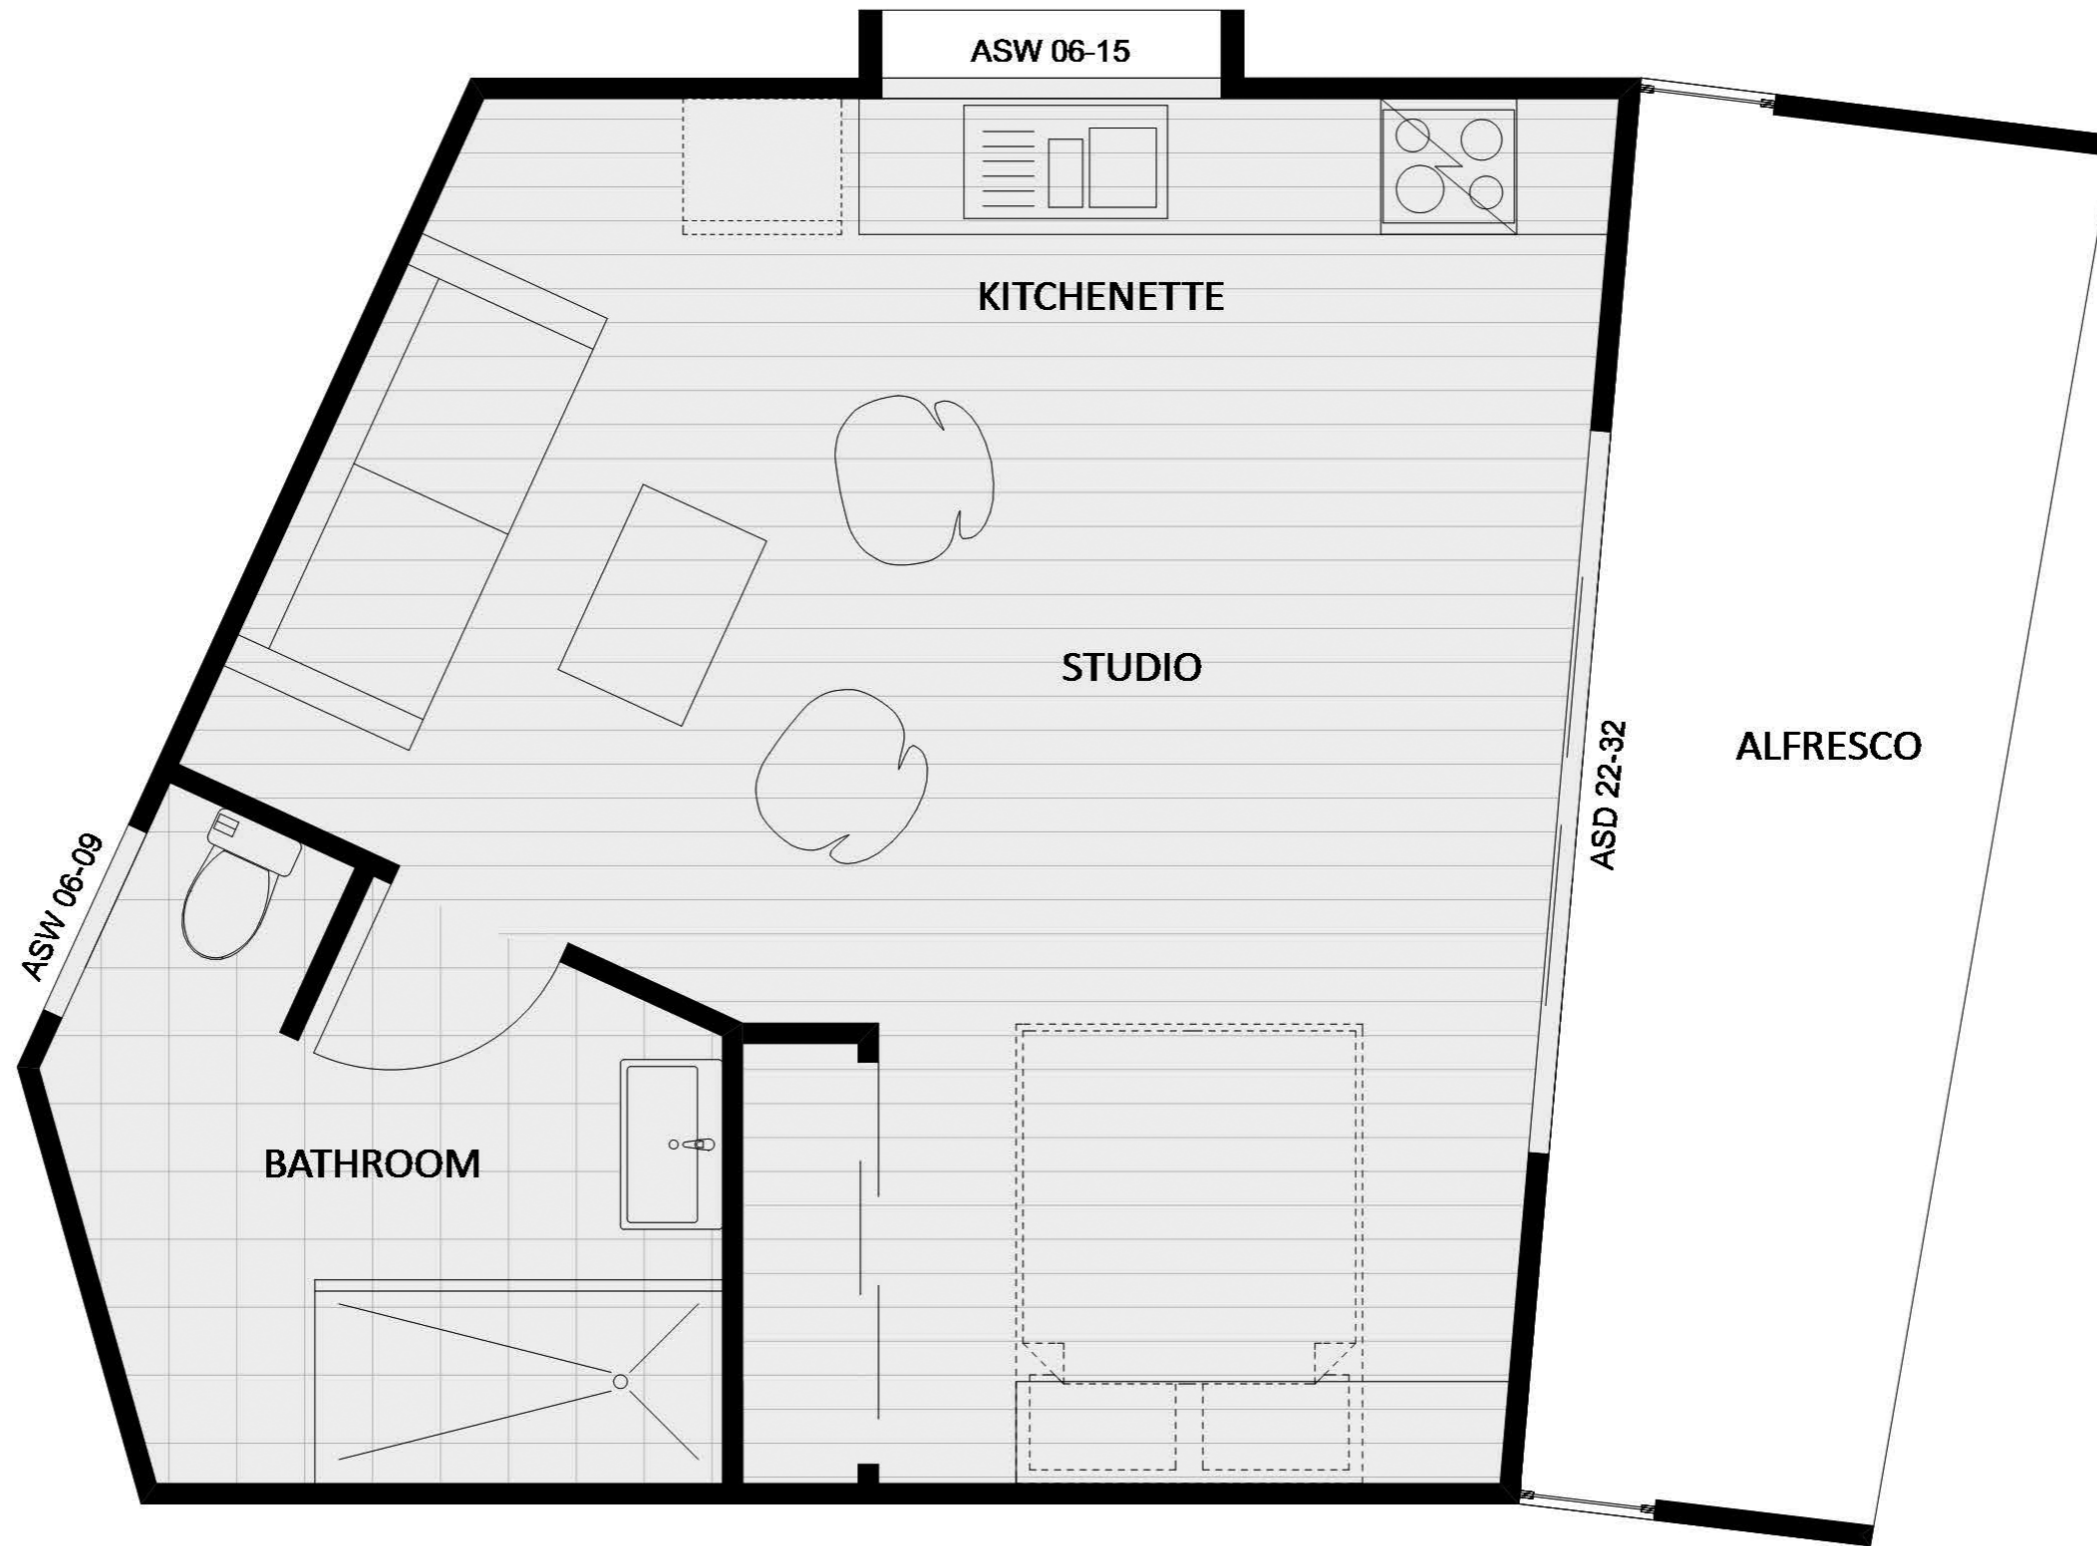 ASW 06-15
KITCHENETTE
STUDIO
ASD 22-32
ALFRESCO
ASW 06-09
BATHROOM